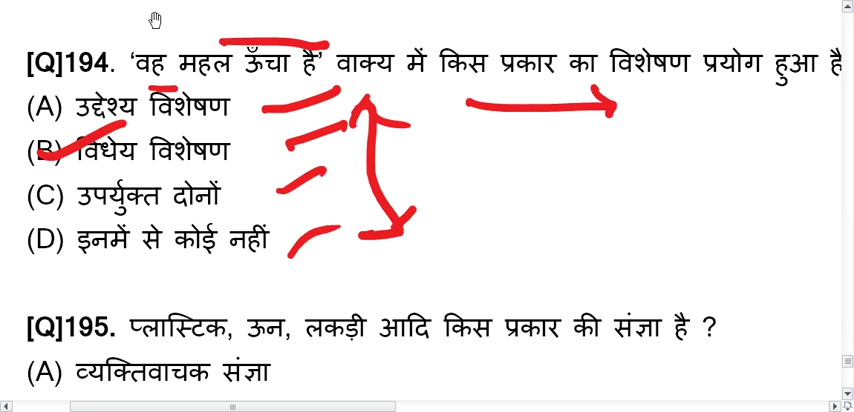 [Q]194. ‘वह महल ऊँचा है’ वाक्य में किस प्रकार का विशेषण प्रयोग हुआ है
(A) उद्देश्य विशेषण
(B) विधेय विशेषण
(C) उपर्युक्त दोनों
(D) इनमें से कोई नहीं
[Q]195. प्लास्टिक, ऊन, लकड़ी आदि किस प्रकार की संज्ञा है ?
(A) व्यक्तिवाचक संज्ञा